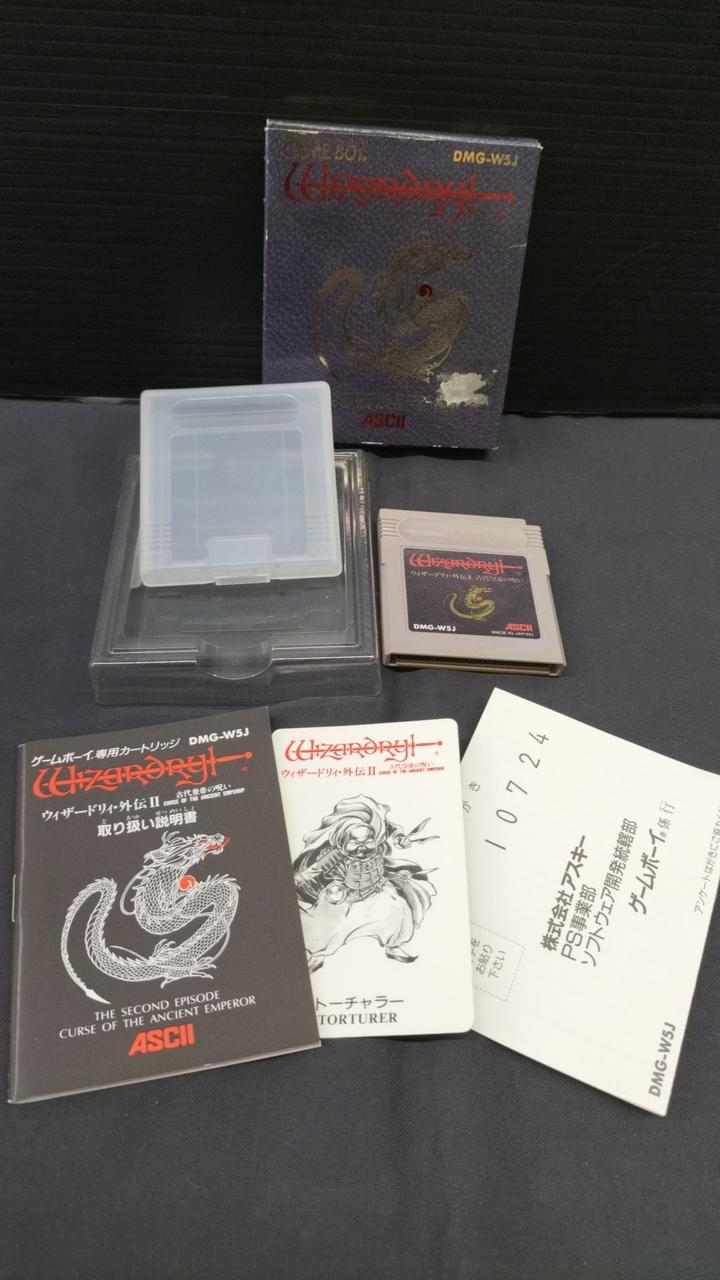 GAME BOY
DMG-W5J
Wizardry
ASCII
Wizardry
ウィザードリィ・外伝II 古代皇帝の呪い
DMG-W5J
ASCII
MADE IN JAPAN
ゲームボーイ専用カートリッジ DMG-W5J
Wizardry
ウィザードリィ・外伝II 古代皇帝の呪い
CURSE OF THE ANCIENT EMPEROR
取り扱い説明書
THE SECOND EPISODE
CURSE OF THE ANCIENT EMPEROR
ASCII
Wizardry
ウィザードリィ・外伝II 古代皇帝の呪い
CURSE OF THE ANCIENT EMPEROR
トーチャラー
TORTURER
がき
10724
株式会社アスキー
PS事業部
ソフトウェア開発統轄部
ゲームボーイ®係行
お貼り
下さい
DMG-W5J